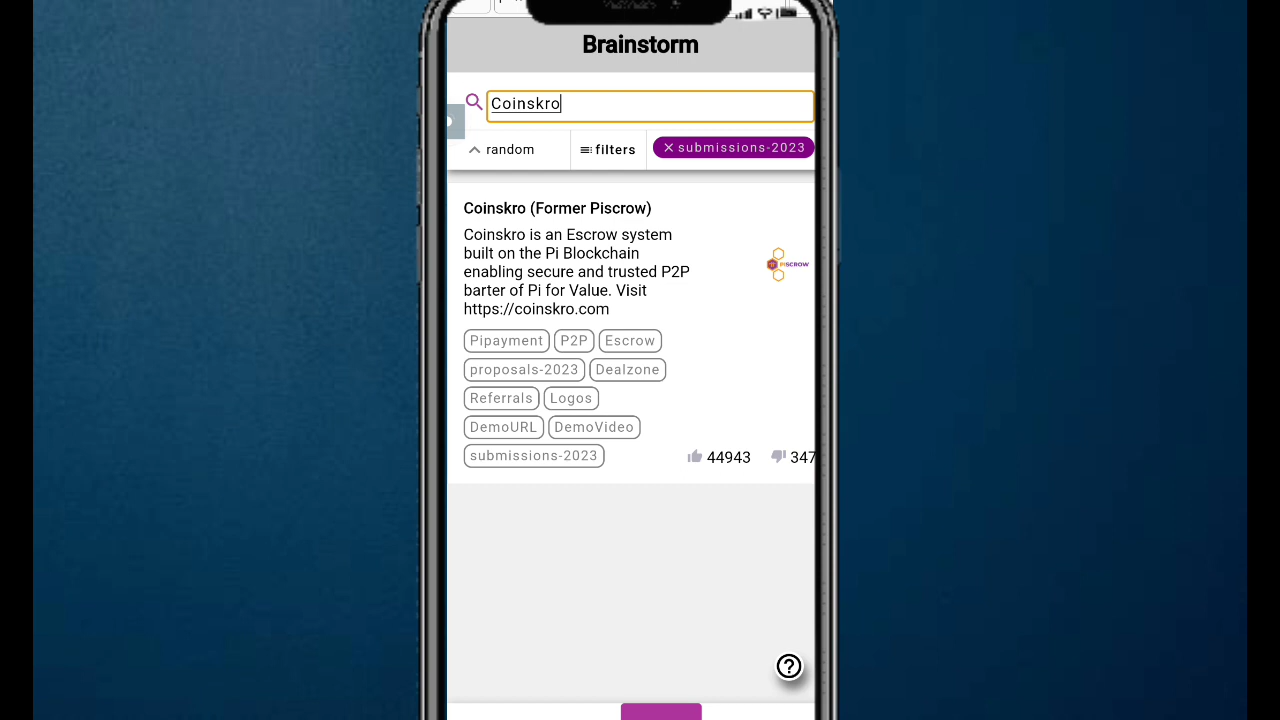 Brainstorm
Coinskro
random
filters
submissions-2023
Coinskro (Former Piscrow)
Coinskro is an Escrow system
built on the Pi Blockchain
enabling secure and trusted P2P
barter of Pi for Value. Visit
https://coinskro.com
PISCROW
Pipayment P2P Escrow
proposals-2023 Dealzone
Referrals Logos
DemoURL DemoVideo
submissions-2023
44943 347